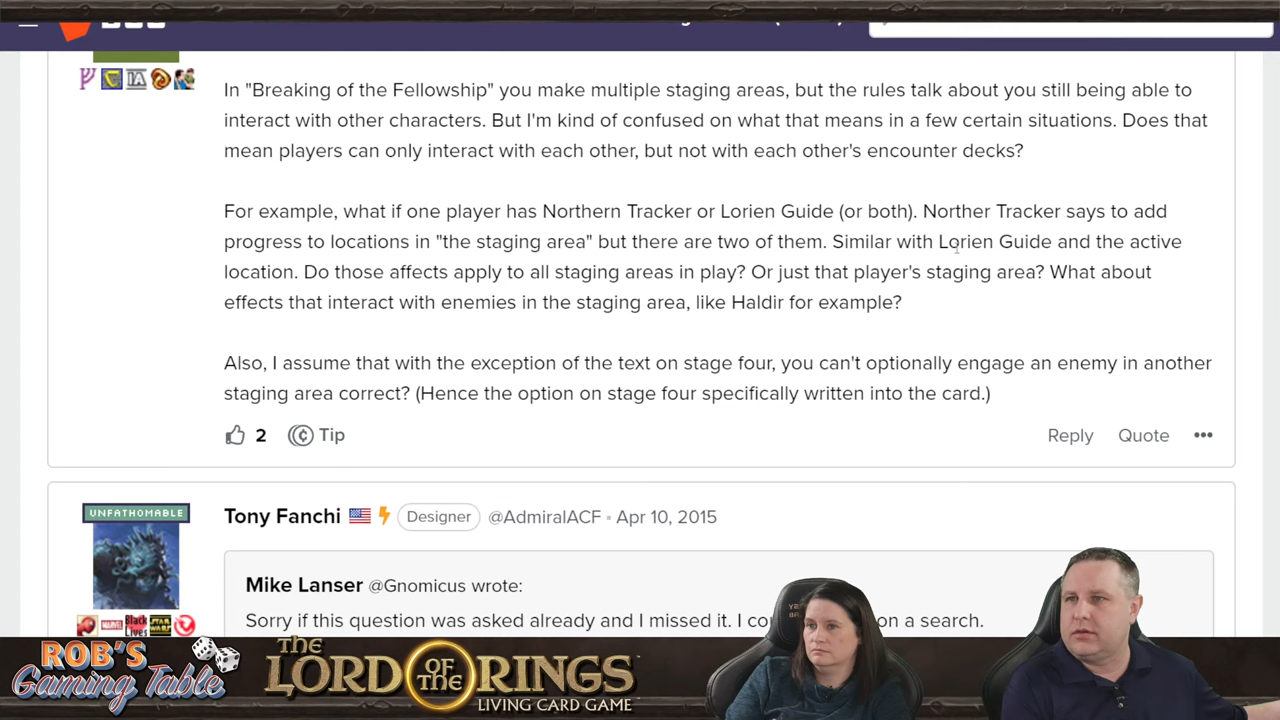 In "Breaking of the Fellowship" you make multiple staging areas, but the rules talk about you still being able to
interact with other characters. But I'm kind of confused on what that means in a few certain situations. Does that
mean players can only interact with each other, but not with each other's encounter decks?
For example, what if one player has Northern Tracker or Lorien Guide (or both). Norther Tracker says to add
progress to locations in "the staging area" but there are two of them. Similar with Lorien Guide and the active
location. Do those affects apply to all staging areas in play? Or just that player's staging area? What about
effects that interact with enemies in the staging area, like Haldir for example?
Also, I assume that with the exception of the text on stage four, you can't optionally engage an enemy in another
staging area correct? (Hence the option on stage four specifically written into the card.)
2 Tip Reply Quote •••
UNFATHOMABLE
Tony Fanchi Designer @AdmiralACF • Apr 10, 2015
Mike Lanser @Gnomicus wrote:
Sorry if this question was asked already and I missed it. I on a search.
ROB'S
Gaming Table
THE
LORD OF THE RINGS
LIVING CARD GAME